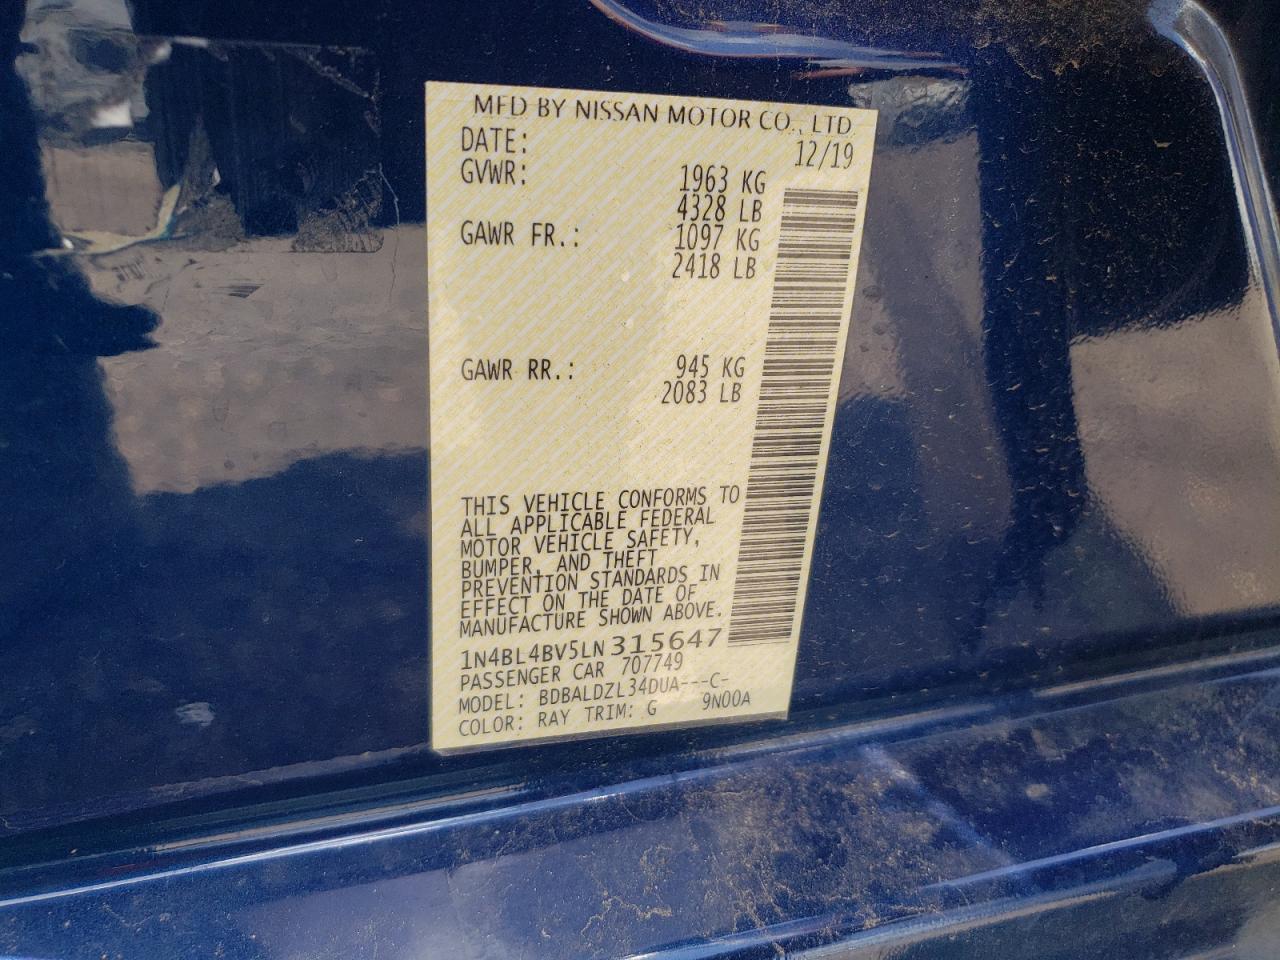 MFD BY NISSAN MOTOR CO., LTD
DATE: 12/19
GVWR: 1963 KG
4328 LB
GAWR FR.: 1097 KG
2418 LB
GAWR RR.: 945 KG
2083 LB
THIS VEHICLE CONFORMS TO
ALL APPLICABLE FEDERAL
MOTOR VEHICLE SAFETY,
BUMPER, AND THEFT
PREVENTION STANDARDS IN
EFFECT ON THE DATE OF
MANUFACTURE SHOWN ABOVE.
1N4BL4BV5LN315647
PASSENGER CAR 707749
MODEL: BDBALDZL34DUA---C-
COLOR: RAY TRIM: G 9N00A